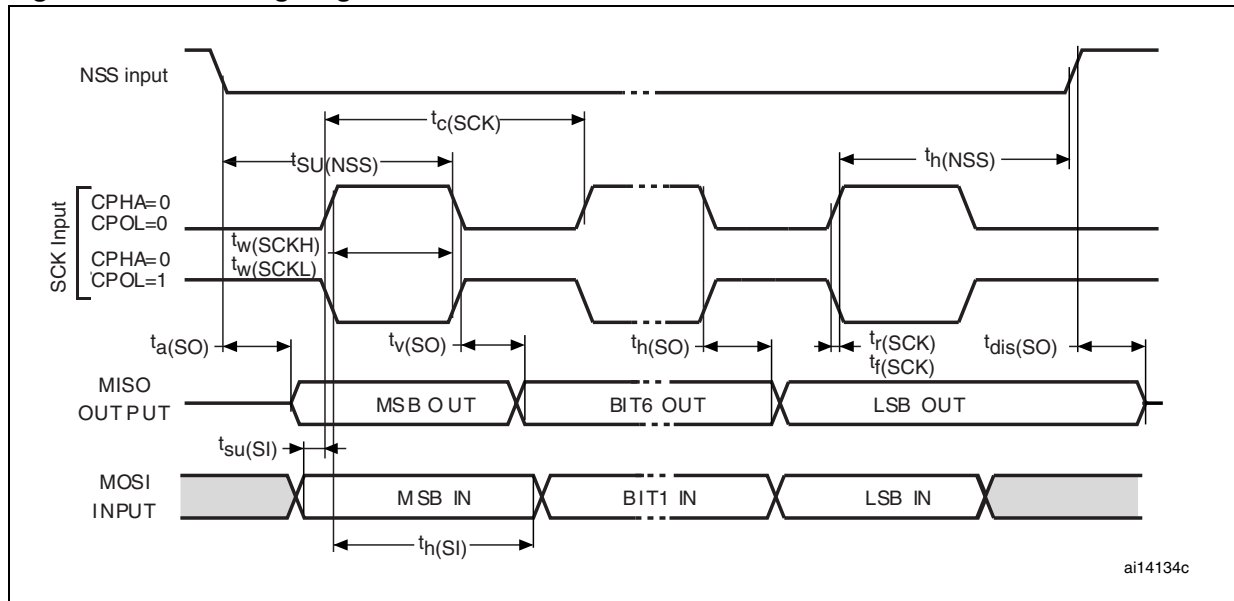 NSS input
tc(SCK)
tSU(NSS)
th(NSS)
SCK Input
CPHA=0
CPOL=0
tw(SCKH)
CPHA=0
tw(SCKL)
CPOL=1
ta(SO)
tv(SO)
th(SO)
tr(SCK)
tf(SCK)
tdis(SO)
MISO
OUTPUT
MSB OUT
BIT6 OUT
LSB OUT
tsu(SI)
MOSI
INPUT
MSB IN
BIT1 IN
LSB IN
th(SI)
ai14134c